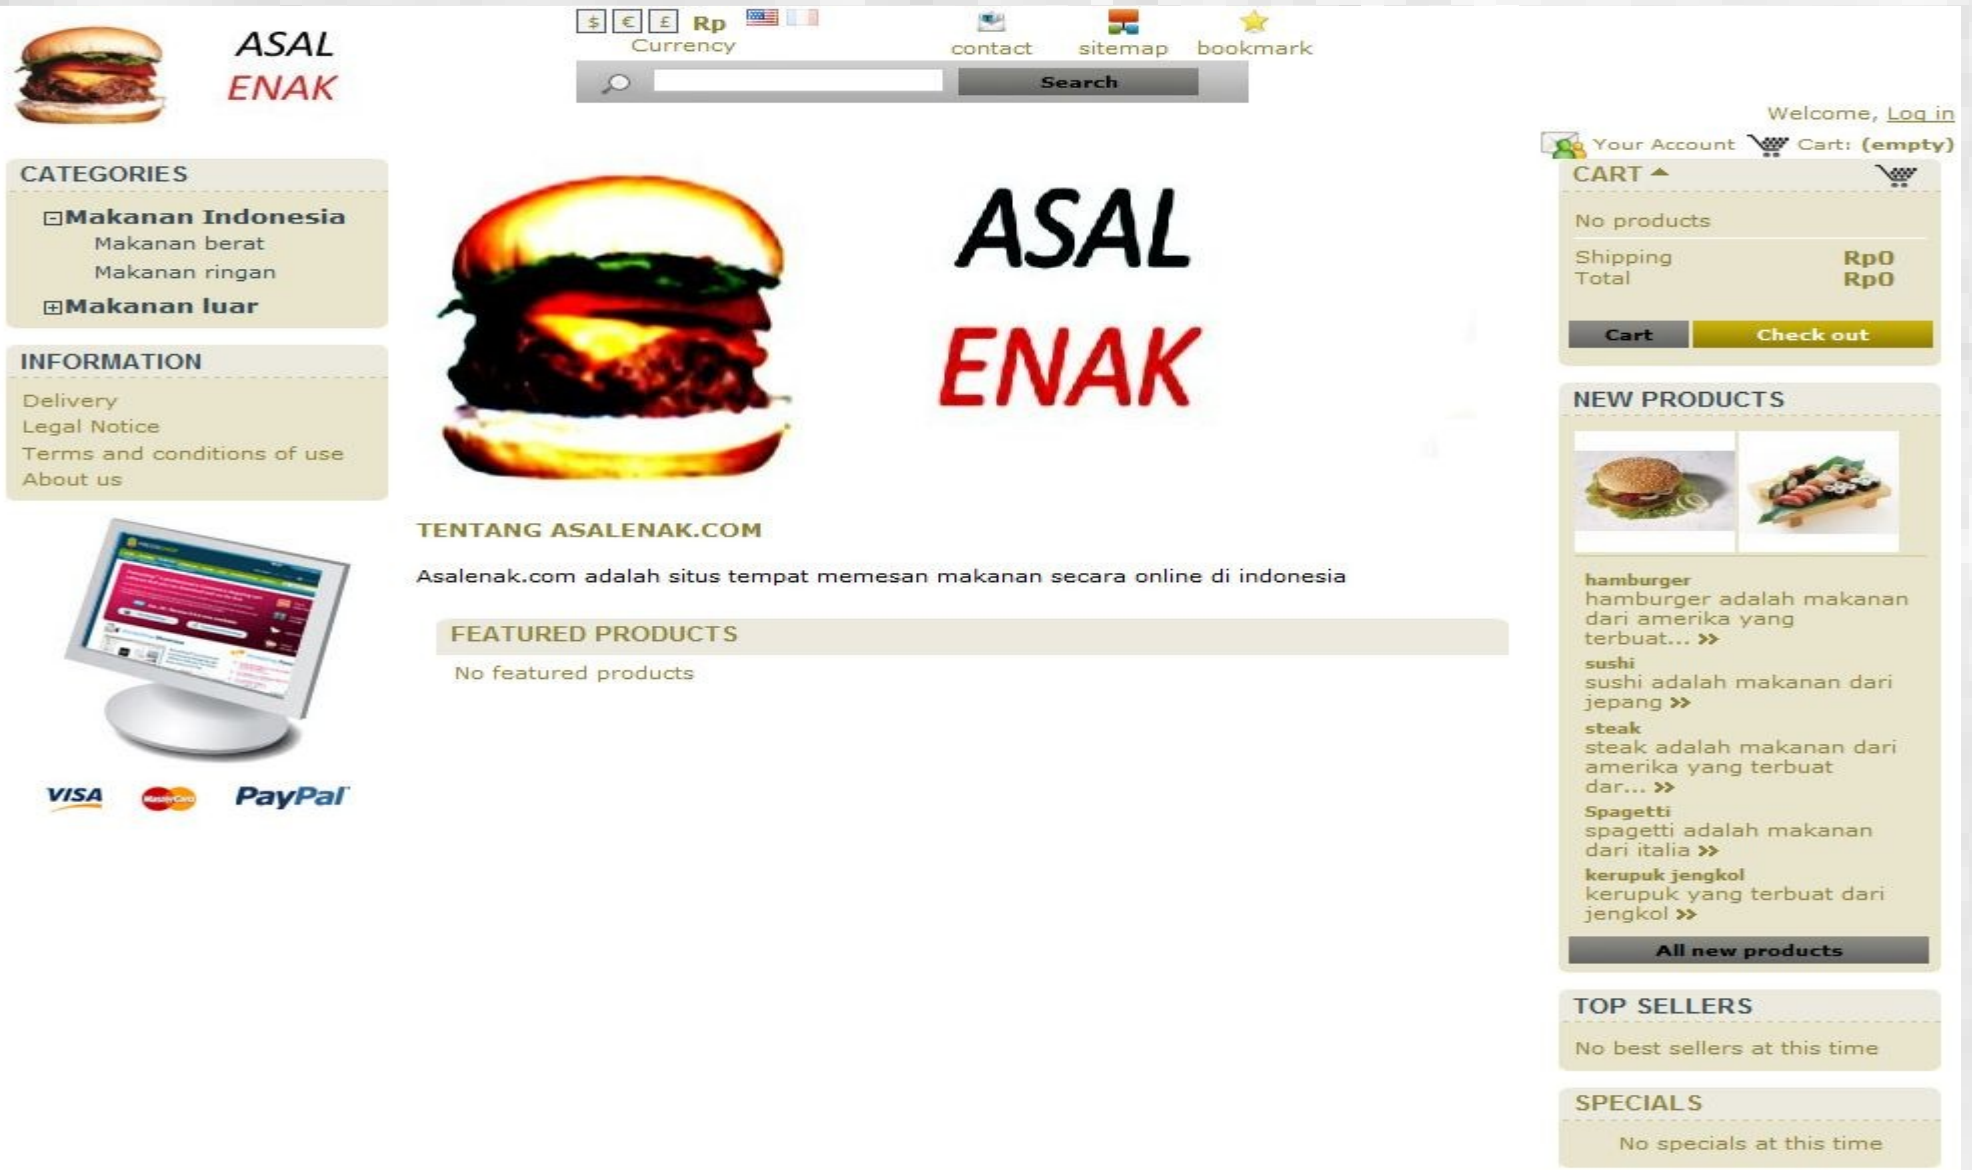 ASAL
ENAK
$ € £ Rp
Currency
contact sitemap bookmark
Search
Welcome, Log in
Your Account Cart: (empty)
CATEGORIES
Makanan Indonesia
Makanan berat
Makanan ringan
Makanan luar
INFORMATION
Delivery
Legal Notice
Terms and conditions of use
About us
VISA MasterCard PayPal
ASAL
ENAK
TENTANG ASALENAK.COM
Asalenak.com adalah situs tempat memesan makanan secara online di indonesia
FEATURED PRODUCTS
No featured products
CART
No products
Shipping Rp0
Total Rp0
Cart Check out
NEW PRODUCTS
hamburger
hamburger adalah makanan
dari amerika yang
terbuat... »
sushi
sushi adalah makanan dari
jepang »
steak
steak adalah makanan dari
amerika yang terbuat
dar... »
Spagetti
spagetti adalah makanan
dari italia »
kerupuk jengkol
kerupuk yang terbuat dari
jengkol »
All new products
TOP SELLERS
No best sellers at this time
SPECIALS
No specials at this time